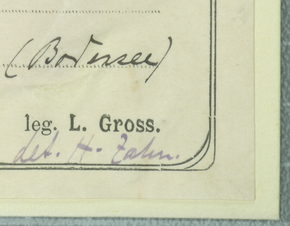 (Bodensee)
leg. L. Gross.
det. H. Zahn.